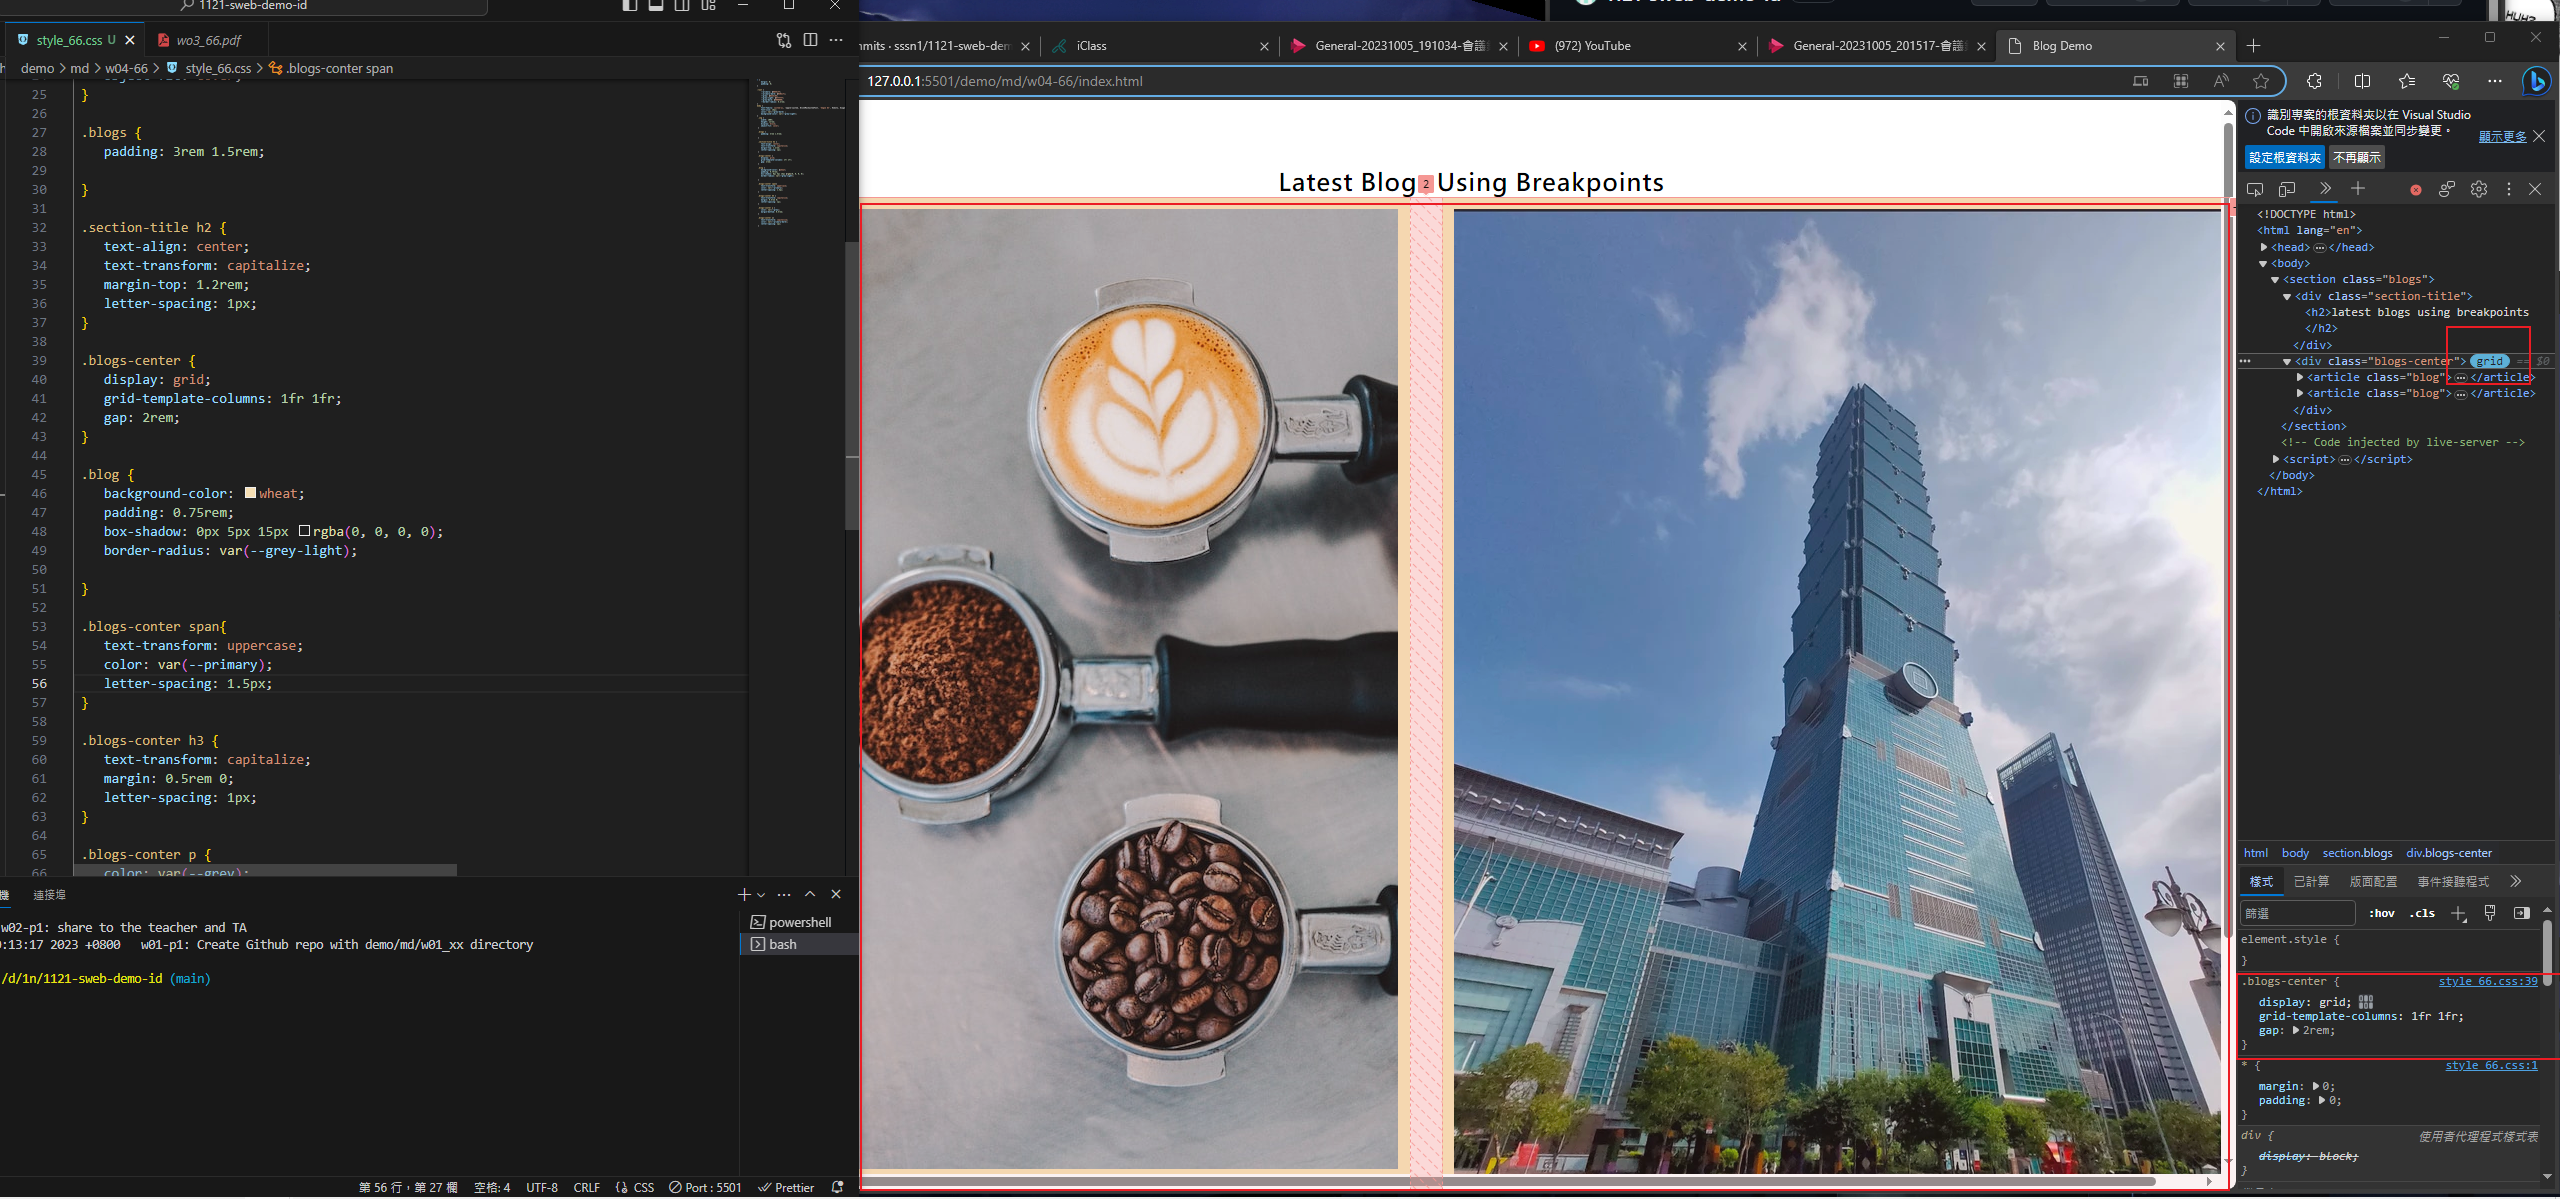 1121-sweb-demo-id
style_66.css U
wo3_66.pdf
demo > md > w04-66 > style_66.css > .blogs-conter span
25 }
26
27 .blogs {
28 padding: 3rem 1.5rem;
29
30 }
31
32 .section-title h2 {
33 text-align: center;
34 text-transform: capitalize;
35 margin-top: 1.2rem;
36 letter-spacing: 1px;
37 }
38
39 .blogs-center {
40 display: grid;
41 grid-template-columns: 1fr 1fr;
42 gap: 2rem;
43 }
44
45 .blog {
46 background-color: wheat;
47 padding: 0.75rem;
48 box-shadow: 0px 5px 15px rgba(0, 0, 0, 0);
49 border-radius: var(--grey-light);
50
51 }
52
53 .blogs-conter span{
54 text-transform: uppercase;
55 color: var(--primary);
56 letter-spacing: 1.5px;
57 }
58
59 .blogs-conter h3 {
60 text-transform: capitalize;
61 margin: 0.5rem 0;
62 letter-spacing: 1px;
63 }
64
65 .blogs-conter p {
66 color: var(--grey);
連接埠
w02-p1: share to the teacher and TA
:13:17 2023 +0800 w01-p1: Create Github repo with demo/md/w01_xx directory
/d/1n/1121-sweb-demo-id (main)
powershell
bash
第 56 行，第 27 欄 空格: 4 UTF-8 CRLF {} CSS Port : 5501 Prettier
mmits · sssn1/1121-sweb-dem
iClass
General-20231005_191034-會議
(972) YouTube
General-20231005_201517-會議
Blog Demo
127.0.0.1:5501/demo/md/w04-66/index.html
Latest Blog 2 Using Breakpoints
識別專案的根資料夾以在 Visual Studio
Code 中開啟來源檔案並同步變更。 顯示更多
設定根資料夾 不再顯示
<!DOCTYPE html>
<html lang="en">
<head> ⋯ </head>
<body>
<section class="blogs">
<div class="section-title">
<h2>latest blogs using breakpoints
</h2>
</div>
<div class="blogs-center"> grid == $0
<article class="blog"> ⋯ </article>
<article class="blog"> ⋯ </article>
</div>
</section>
<!-- Code injected by live-server -->
<script> ⋯ </script>
</body>
</html>
html body section.blogs div.blogs-center
樣式 已計算 版面配置 事件接聽程式
篩選 :hov .cls
element.style {
}
.blogs-center { style_66.css:39
display: grid;
grid-template-columns: 1fr 1fr;
gap: 2rem;
}
* { style_66.css:1
margin: 0;
padding: 0;
}
div { 使用者代理程式樣式表
display: block;
}